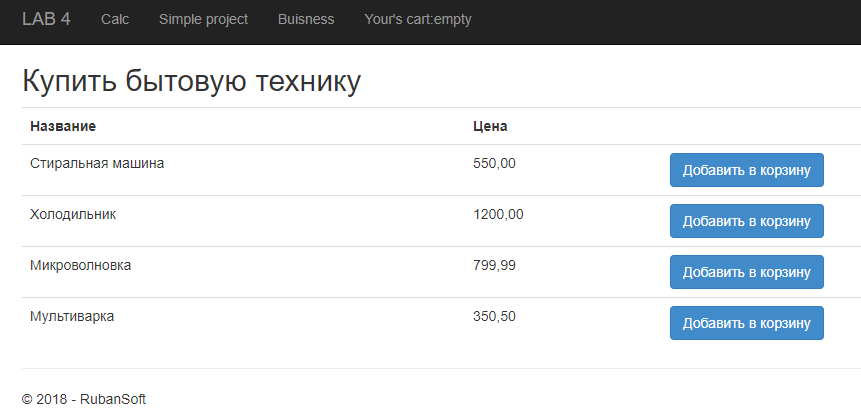 LAB 4 Calc Simple project Buisness Your's cart:empty
Купить бытовую технику
Название Цена
Стиральная машина 550,00 Добавить в корзину
Холодильник 1200,00 Добавить в корзину
Микроволновка 799,99 Добавить в корзину
Мультиварка 350,50 Добавить в корзину
© 2018 - RubanSoft